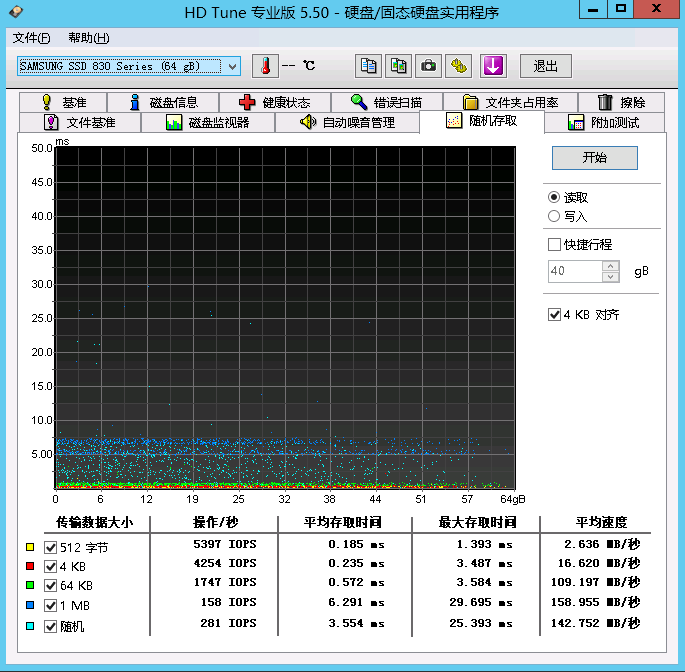 HD Tune 专业版 5.50 - 硬盘/固态硬盘实用程序
文件(F) 帮助(H)
SAMSUNG SSD 830 Series (64 gB) -- ℃ 退出
基准 磁盘信息 健康状态 错误扫描 文件夹占用率 擦除
文件基准 磁盘监视器 自动噪音管理 随机存取 附加测试
ms
50.0
45.0
40.0
35.0
30.0
25.0
20.0
15.0
10.0
5.00
0 6 12 19 25 32 38 44 51 57 64gB
开始
读取
写入
快捷行程
40 gB
4 KB 对齐
传输数据大小 操作/秒 平均存取时间 最大存取时间 平均速度
512 字节 5397 IOPS 0.185 ms 1.393 ms 2.636 MB/秒
4 KB 4254 IOPS 0.235 ms 3.487 ms 16.620 MB/秒
64 KB 1747 IOPS 0.572 ms 3.584 ms 109.197 MB/秒
1 MB 158 IOPS 6.291 ms 29.695 ms 158.955 MB/秒
随机 281 IOPS 3.554 ms 25.393 ms 142.752 MB/秒